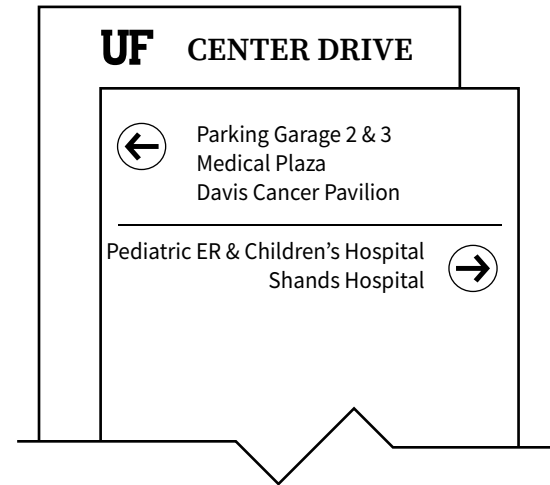 UF CENTER DRIVE
Parking Garage 2 & 3
Medical Plaza
Davis Cancer Pavilion
Pediatric ER & Children’s Hospital
Shands Hospital